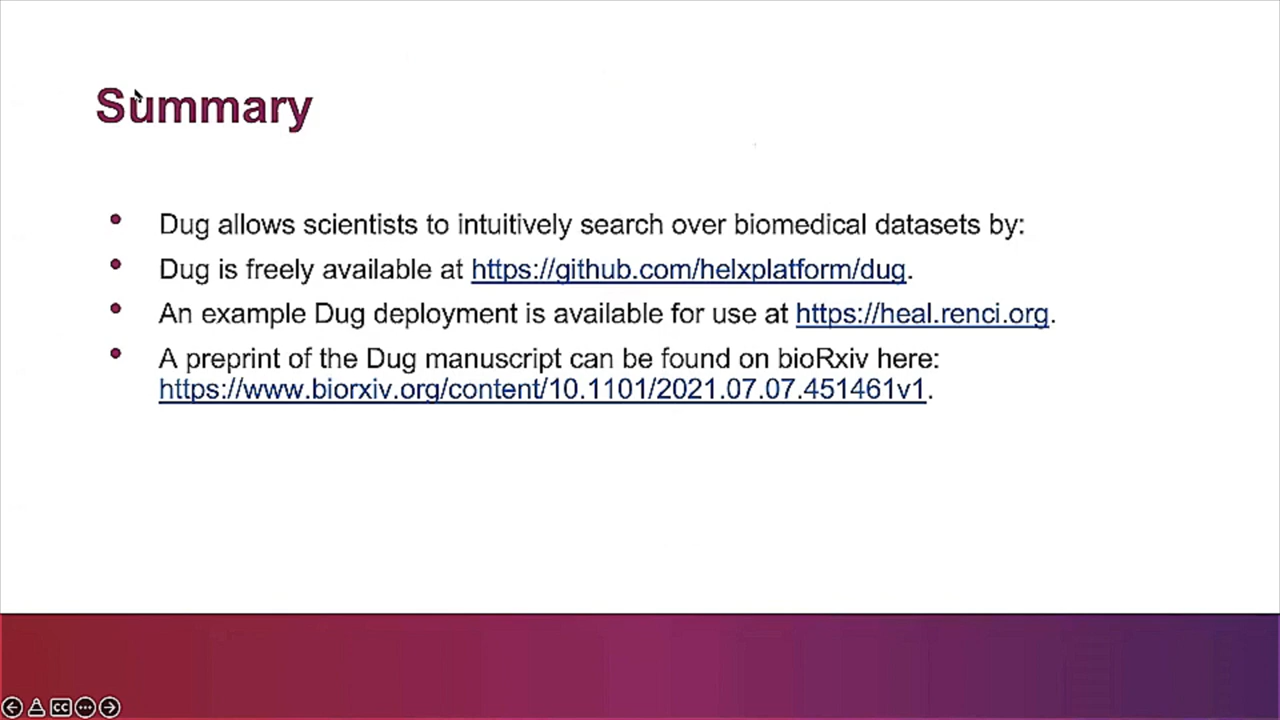 Summary
Dug allows scientists to intuitively search over biomedical datasets by:
Dug is freely available at https://github.com/helxplatform/dug.
An example Dug deployment is available for use at https://heal.renci.org.
A preprint of the Dug manuscript can be found on bioRxiv here:
https://www.biorxiv.org/content/10.1101/2021.07.07.451461v1.
CC